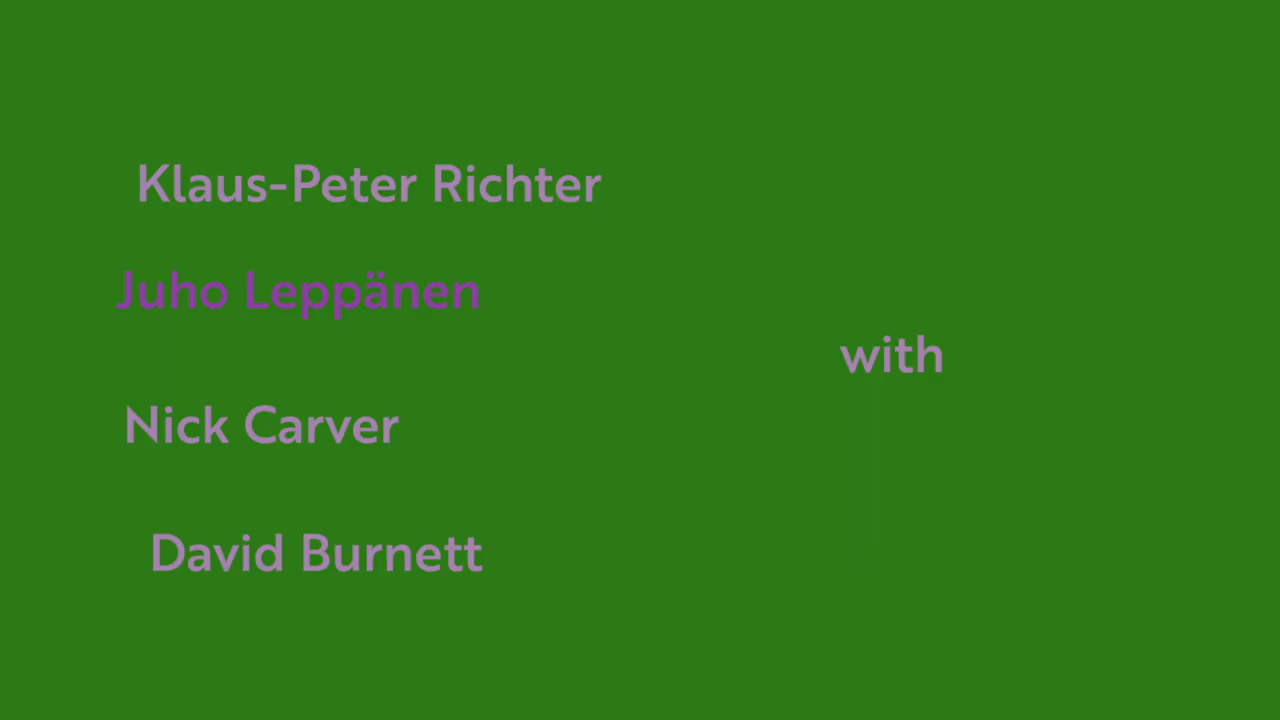 Klaus-Peter Richter
Juho Leppänen
with
Nick Carver
David Burnett